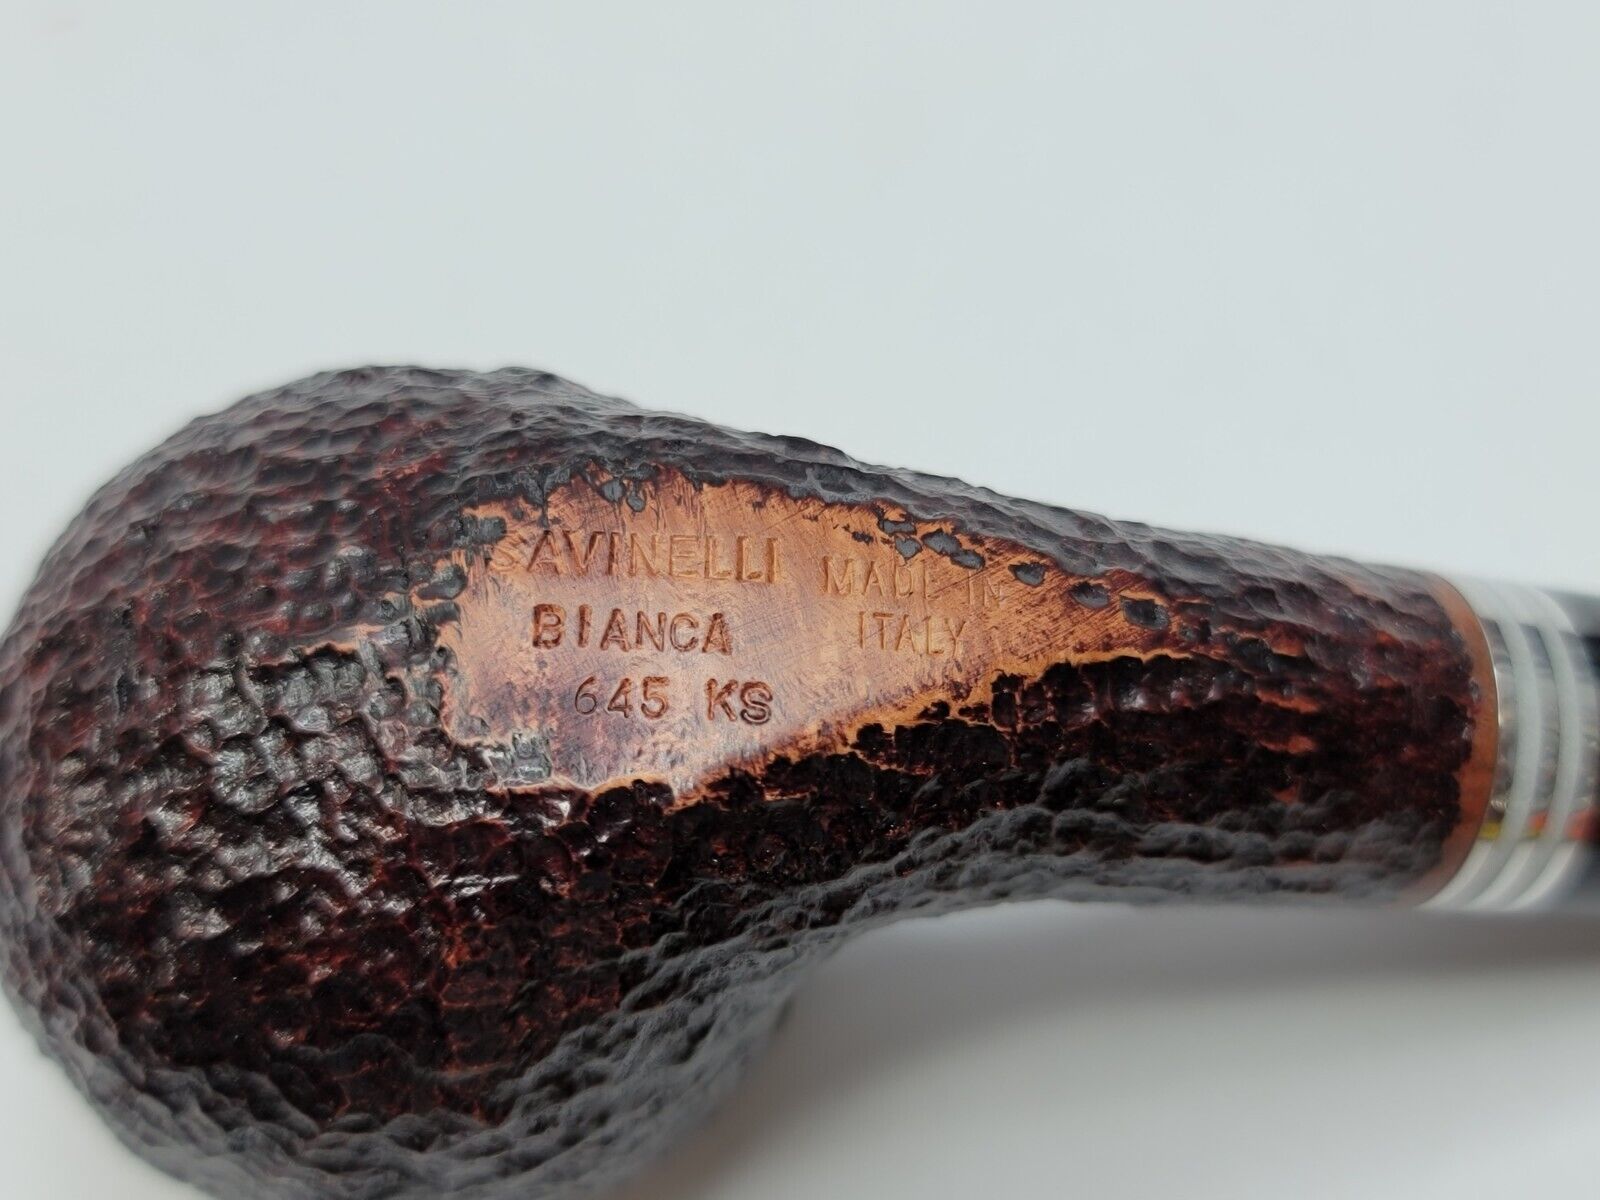 SAVINELLI
BIANCA
645 KS
MADE IN
ITALY